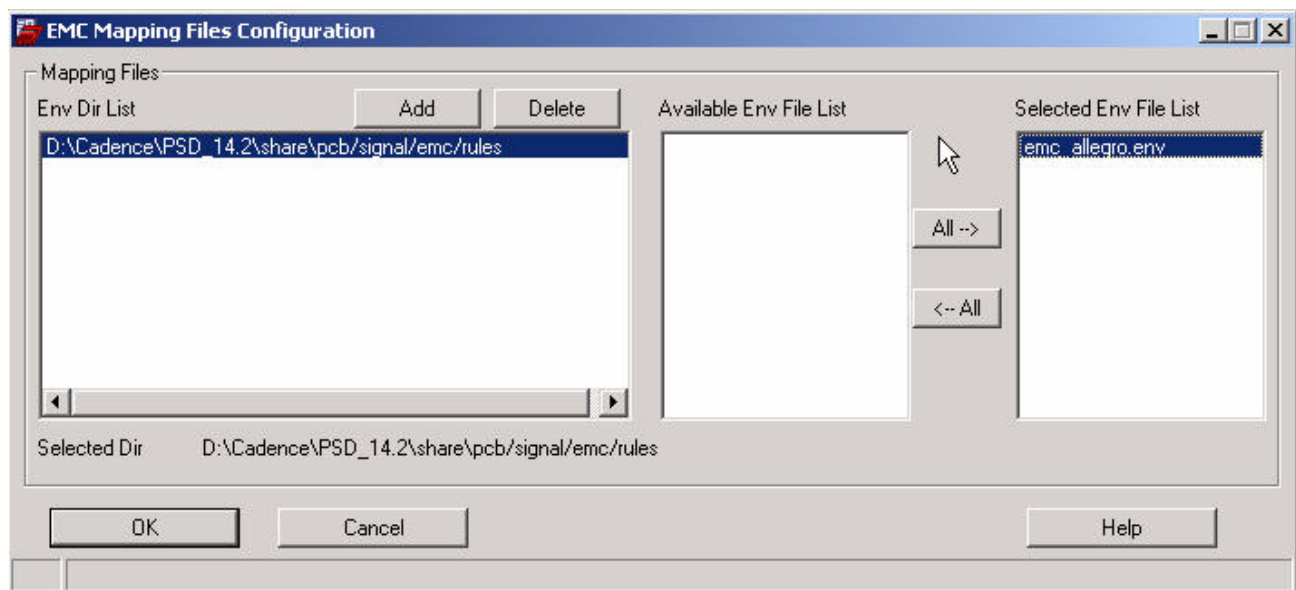 EMC Mapping Files Configuration
Mapping Files
Env Dir List
Add
Delete
Available Env File List
Selected Env File List
D:\Cadence\PSD_14.2\share\pcb/signal/emc/rules
emc_allegro.env
All -->
<-- All
Selected Dir D:\Cadence\PSD_14.2\share\pcb/signal/emc/rules
OK
Cancel
Help